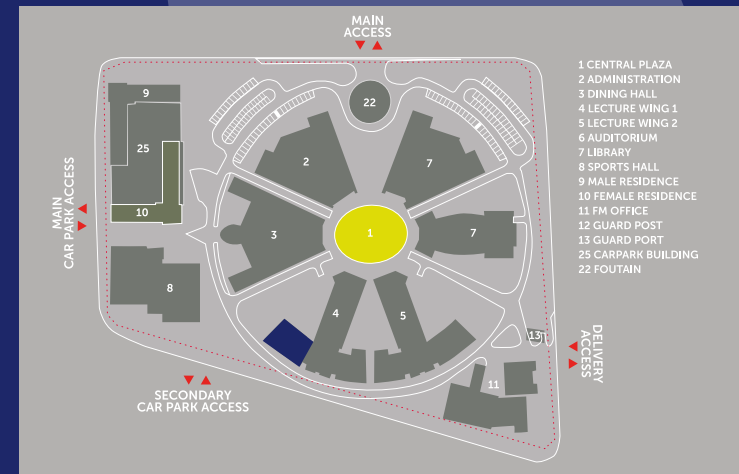 MAIN
ACCESS
1 CENTRAL PLAZA
2 ADMINISTRATION
3 DINING HALL
4 LECTURE WING 1
5 LECTURE WING 2
6 AUDITORIUM
7 LIBRARY
8 SPORTS HALL
9 MALE RESIDENCE
10 FEMALE RESIDENCE
11 FM OFFICE
12 GUARD POST
13 GUARD PORT
25 CARPARK BUILDING
22 FOUTAIN
9
22
25
2
7
MAIN
CAR PARK ACCESS
10
3
1
7
8
4
5
13
DELIVERY
ACCESS
11
SECONDARY
CAR PARK ACCESS